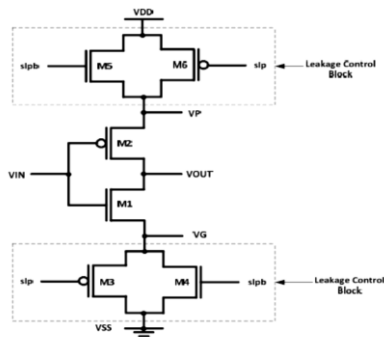 VDD
slpb
M5
M6
slp
Leakage Control
Block
VP
M2
VIN
VOUT
M1
VG
slp
M3
M4
slpb
Leakage Control
Block
VSS